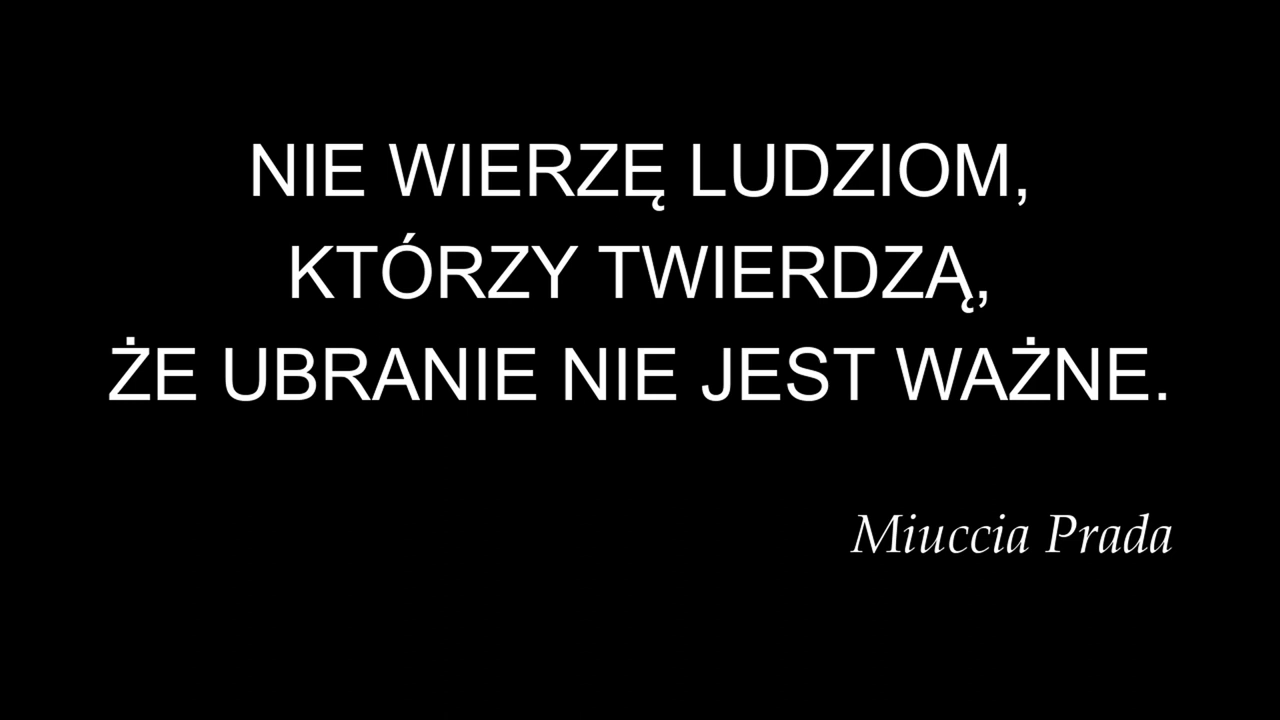 NIE WIERZĘ LUDZIOM,
KTÓRZY TWIERDZĄ,
ŻE UBRANIE NIE JEST WAŻNE.
Miuccia Prada